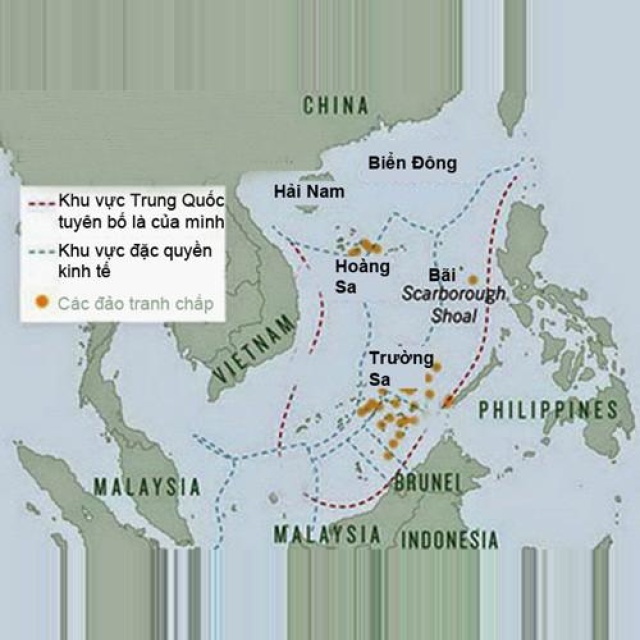 CHINA
Biển Đông
Hải Nam
Khu vực Trung Quốc
tuyên bố là của mình
Khu vực đặc quyền
kinh tế
Các đảo tranh chấp
Hoàng
Sa
Bãi
Scarborough
Shoal
VIETNAM
Trường
Sa
PHILIPPINES
MALAYSIA
BRUNEI
MALAYSIA
INDONESIA